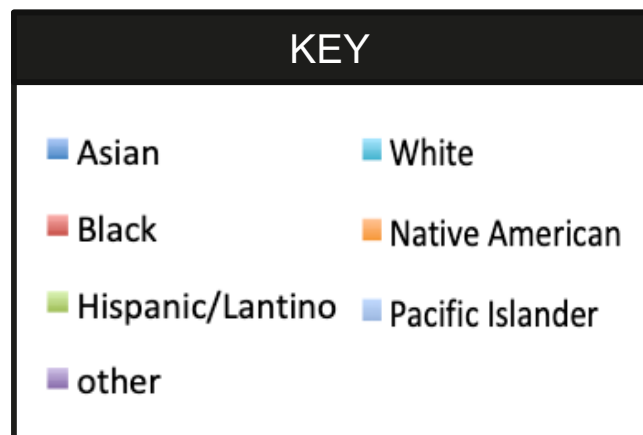 KEY
Asian
White
Black
Native American
Hispanic/Lantino
Pacific Islander
other